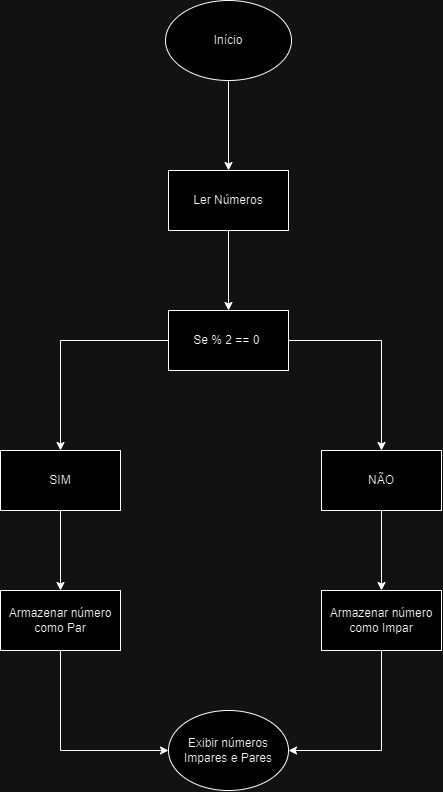 Início
Ler Números
Se % 2 == 0
SIM
NÃO
Armazenar número
como Par
Armazenar número
como Impar
Exibir números
Impares e Pares